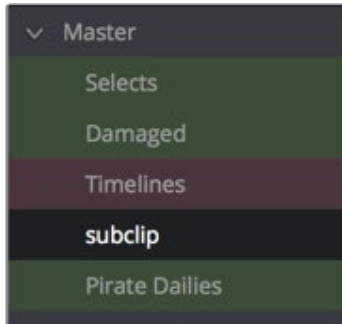 Master
Selects
Damaged
Timelines
subclip
Pirate Dailies